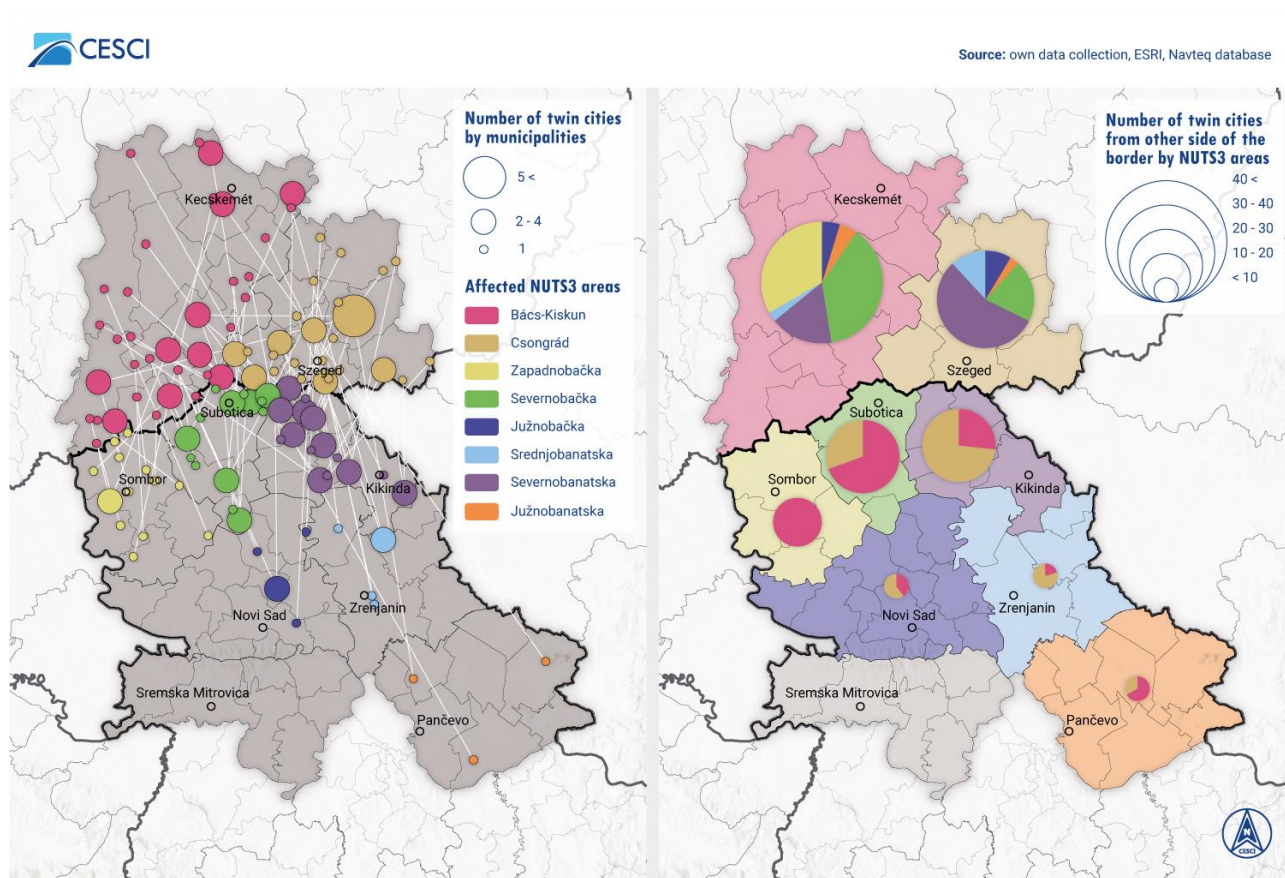 CESCI
Source: own data collection, ESRI, Navteq database
Number of twin cities
by municipalities
5 <
2 - 4
1
Affected NUTS3 areas
Bács-Kiskun
Csongrád
Zapadnobačka
Severnobačka
Južnobačka
Srednjobanatska
Severnobanatska
Južnobanatska
Kecskemét
Szeged
Subotica
Sombor
Kikinda
Novi Sad
Zrenjanin
Sremska Mitrovica
Pančevo
Number of twin cities
from other side of the
border by NUTS3 areas
40 <
30 - 40
20 - 30
10 - 20
< 10
Kecskemét
Szeged
Subotica
Sombor
Kikinda
Novi Sad
Zrenjanin
Sremska Mitrovica
Pančevo
N
CESCI